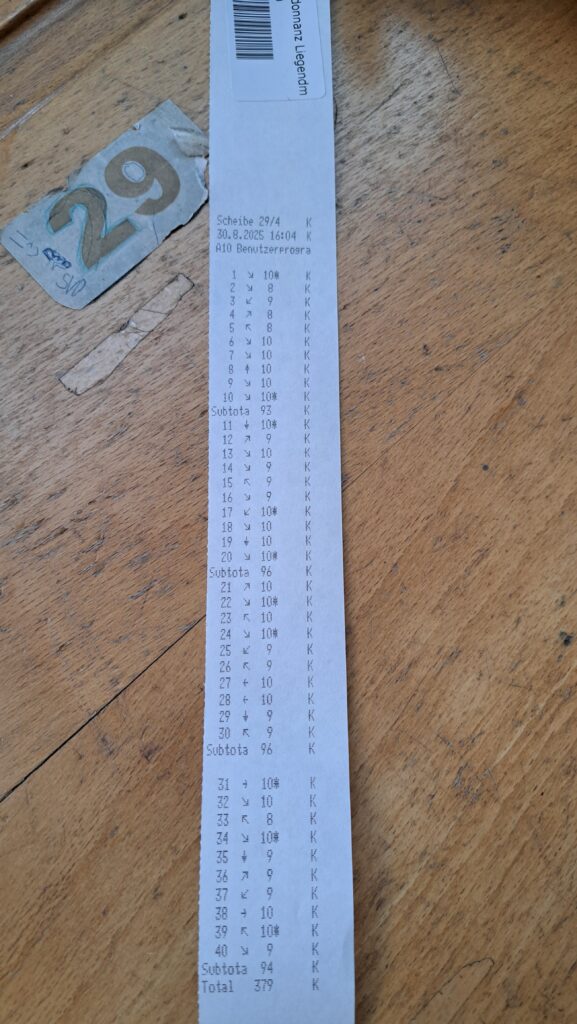 donnanz Liegendm
29
Scheibe 29/4 K
30.8.2025 16:04 K
A10 Benutzerprogra
1 ↘ 10* K
2 ↘ 8 K
3 ↙ 9 K
4 ↗ 8 K
5 ↖ 8 K
6 ↘ 10 K
7 ↘ 10 K
8 ↑ 10 K
9 ↘ 10 K
10 ↘ 10* K
Subtota 93 K
11 ↓ 10* K
12 ↗ 9 K
13 ↘ 10 K
14 ↘ 9 K
15 ↖ 9 K
16 ↘ 9 K
17 ↙ 10* K
18 ↘ 10 K
19 ↓ 10 K
20 ↘ 10* K
Subtota 96 K
21 ↗ 10 K
22 ↘ 10* K
23 ↖ 10 K
24 ↘ 10* K
25 ↙ 9 K
26 ↖ 9 K
27 ← 10 K
28 ← 10 K
29 ↓ 9 K
30 ↖ 9 K
Subtota 96 K
31 → 10* K
32 ↘ 10 K
33 ↖ 8 K
34 ↘ 10* K
35 ↓ 9 K
36 ↗ 9 K
37 ↙ 9 K
38 → 10 K
39 ↖ 10* K
40 ↘ 9 K
Subtota 94 K
Total 379 K